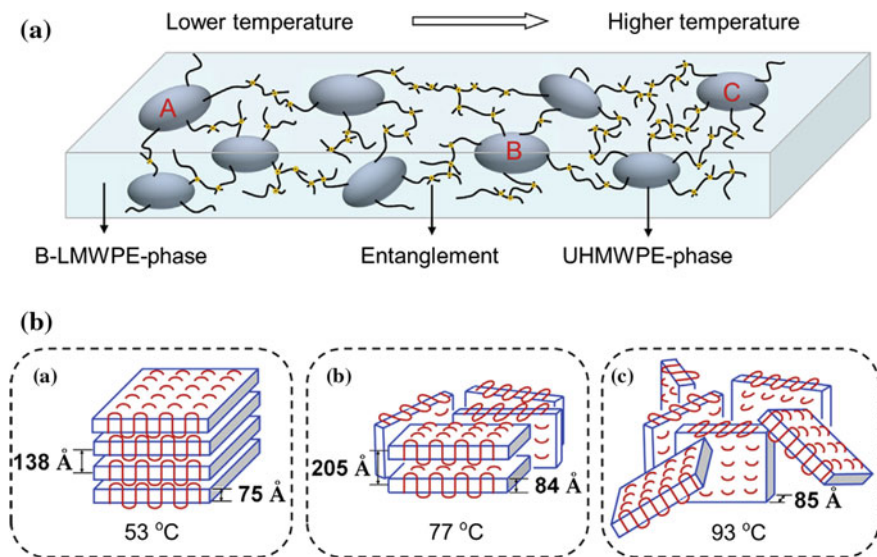 (a)
Lower temperature
Higher temperature
A
B
C
B-LMWPE-phase
Entanglement
UHMWPE-phase
(b)
(a)
138 Å
75 Å
53 °C
(b)
205 Å
84 Å
77 °C
(c)
85 Å
93 °C